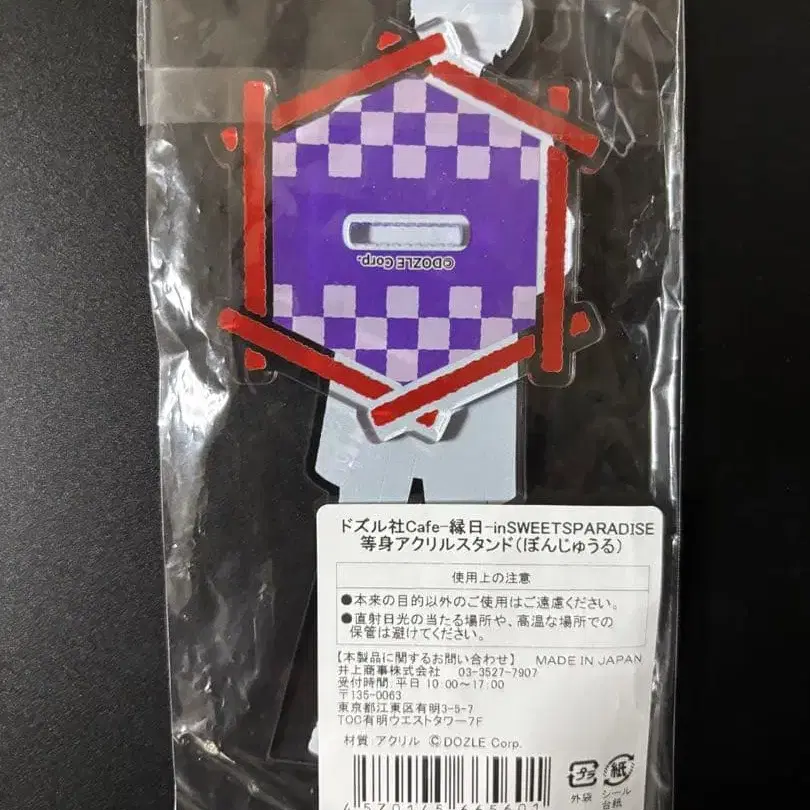 ©DOZLE Corp.
ドズル社Cafe-縁日-inSWEETSPARADISE
等身アクリルスタンド(ぼんじゅうる)
使用上の注意
●本来の目的以外のご使用はご遠慮ください。
●直射日光の当たる場所や、高温な場所での
保管は避けてください。
【本製品に関するお問い合わせ】 MADE IN JAPAN
井上商事株式会社 03-3527-7907
受付時間 平日 10:00~17:00
〒135-0063
東京都江東区有明3-5-7
TOC有明ウエストタワー7F
材質 アクリル ©DOZLE Corp.
プラ
外袋
紙
シール
台紙
4570145665601